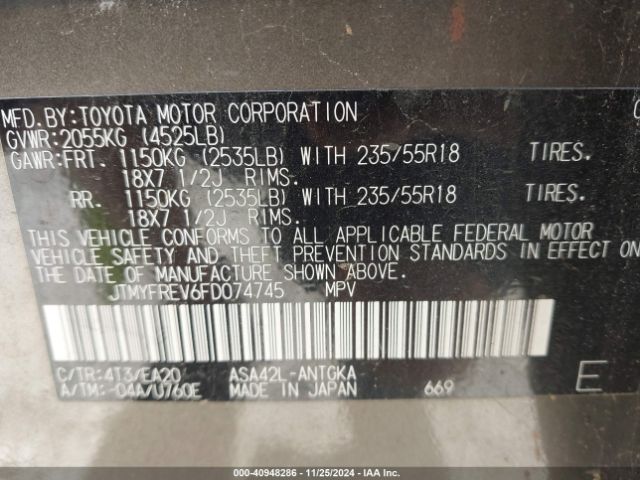 MFD.BY:TOYOTA MOTOR CORPORATION
GVWR:2055KG (4525LB)
GAWR:FRT. 1150KG (2535LB) WITH 235/55R18 TIRES.
18X7 1/2J RIMS.
RR. 1150KG (2535LB) WITH 235/55R18 TIRES.
18X7 1/2J RIMS.
THIS VEHICLE CONFORMS TO ALL APPLICABLE FEDERAL MOTOR
VEHICLE SAFETY AND THEFT PREVENTION STANDARDS IN EFFECT ON
THE DATE OF MANUFACTURE SHOWN ABOVE.
JTMYFREV6FD074745 MPV
C/TR:4T3/EA20 ASA42L-ANTGKA
A/TM:-04A/U760E MADE IN JAPAN 669 E
000-40948286 - 11/25/2024 - IAA Inc.